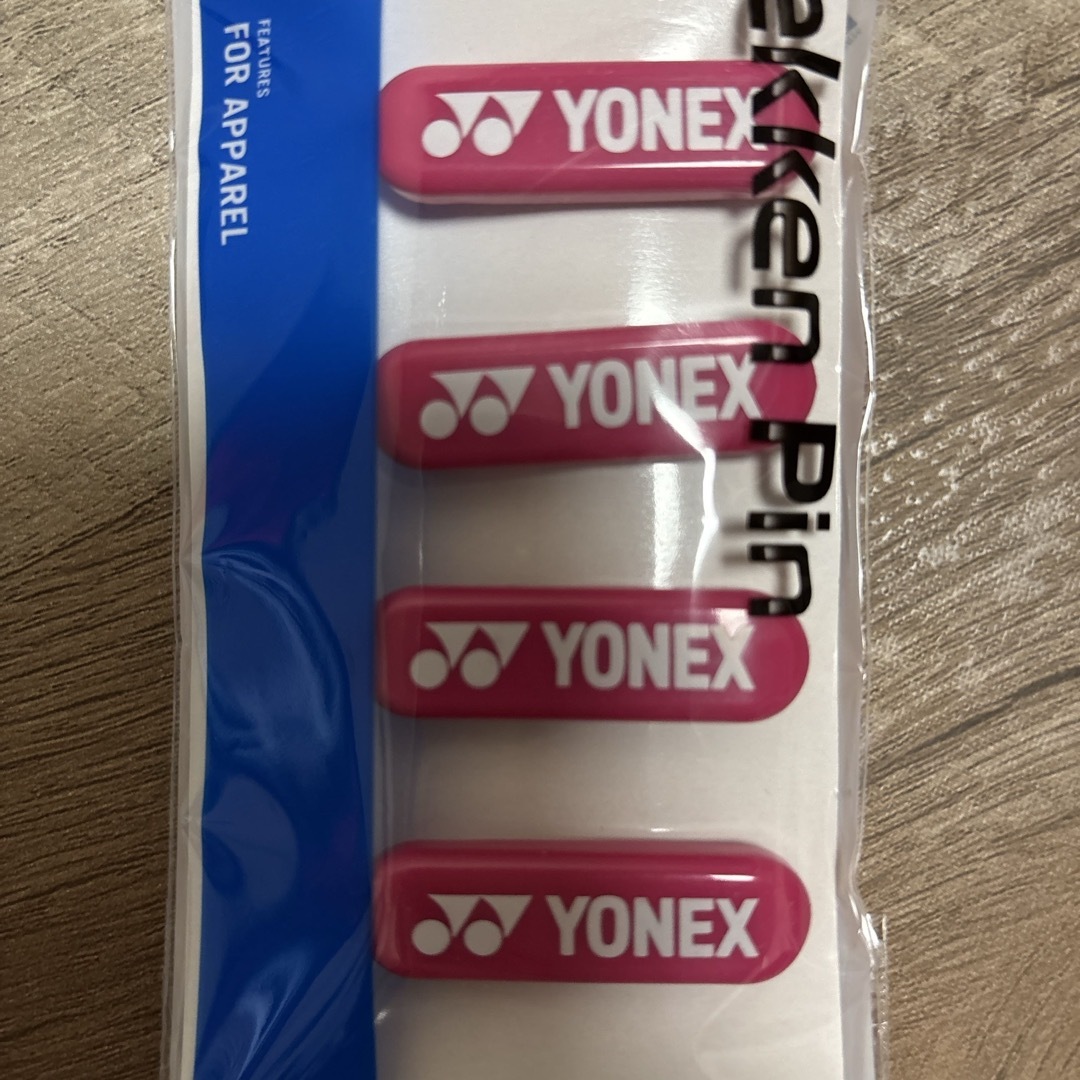 FEATURES
FOR APPAREL
ekken Pin
YONEX
YONEX
YONEX
YONEX